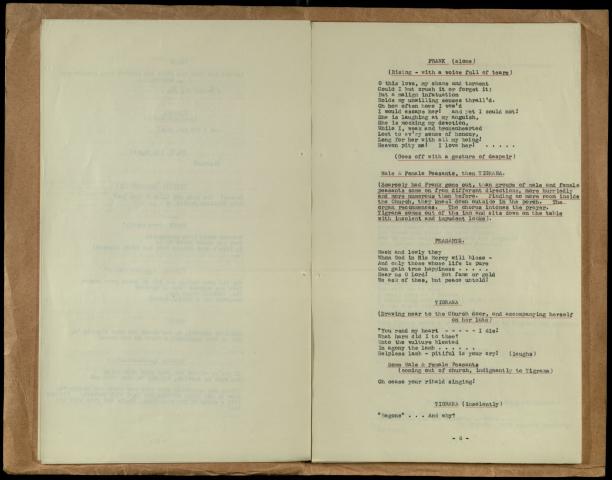 FRANK (alone)
(Rising - with a voice full of tears)
O this love, my shame and torment
Could I but crush it or forget it!
But a malign infatuation
Holds my unwilling senses thrall'd.
Oh how often have I vow'd
I would escape her! and yet I could not!
She is laughing at my anguish,
She is mocking my devotion,
While I, weak and brokenhearted
Lost to ev'ry sense of honour,
Long for her with all my being!
Heaven pity me! I love her! . . . . .
(Goes off with a gesture of despair)
Male & Female Peasants, then TIGRANA.
(Scarcely had Frank gone out, than groups of male and female
peasants come on from different directions, more hurriedly
and more numerous than before. Finding no more room inside
the Church, they kneel down outside in the porch. The
organ recommences. The chorus intones the prayer.
Tigrana comes out of the inn and sits down on the table
with insolent and impudent looks).
PEASANTS.
Meek and lowly they
Whom God in His Mercy will bless -
And only those whose life is pure
Can gain true happiness . . . . .
Hear us O Lord! Not fame or gold
We ask of thee, but peace untold!
TIGRANA
(Drawing near to the Church door, and accompanying herself
on her lute)
"You rend my heart - - - - - I die!
What harm did I to thee?
Unto the vulture bleated
In agony the lamb . . . . . .
Helpless lamb - pitiful is your cry! (laughs)
Some Male & Female Peasants
(coming out of church, indignantly to Tigrana)
Oh cease your ribald singing!
TIGRANA (insolently)
"Begone" . . . And why?
- 6 -